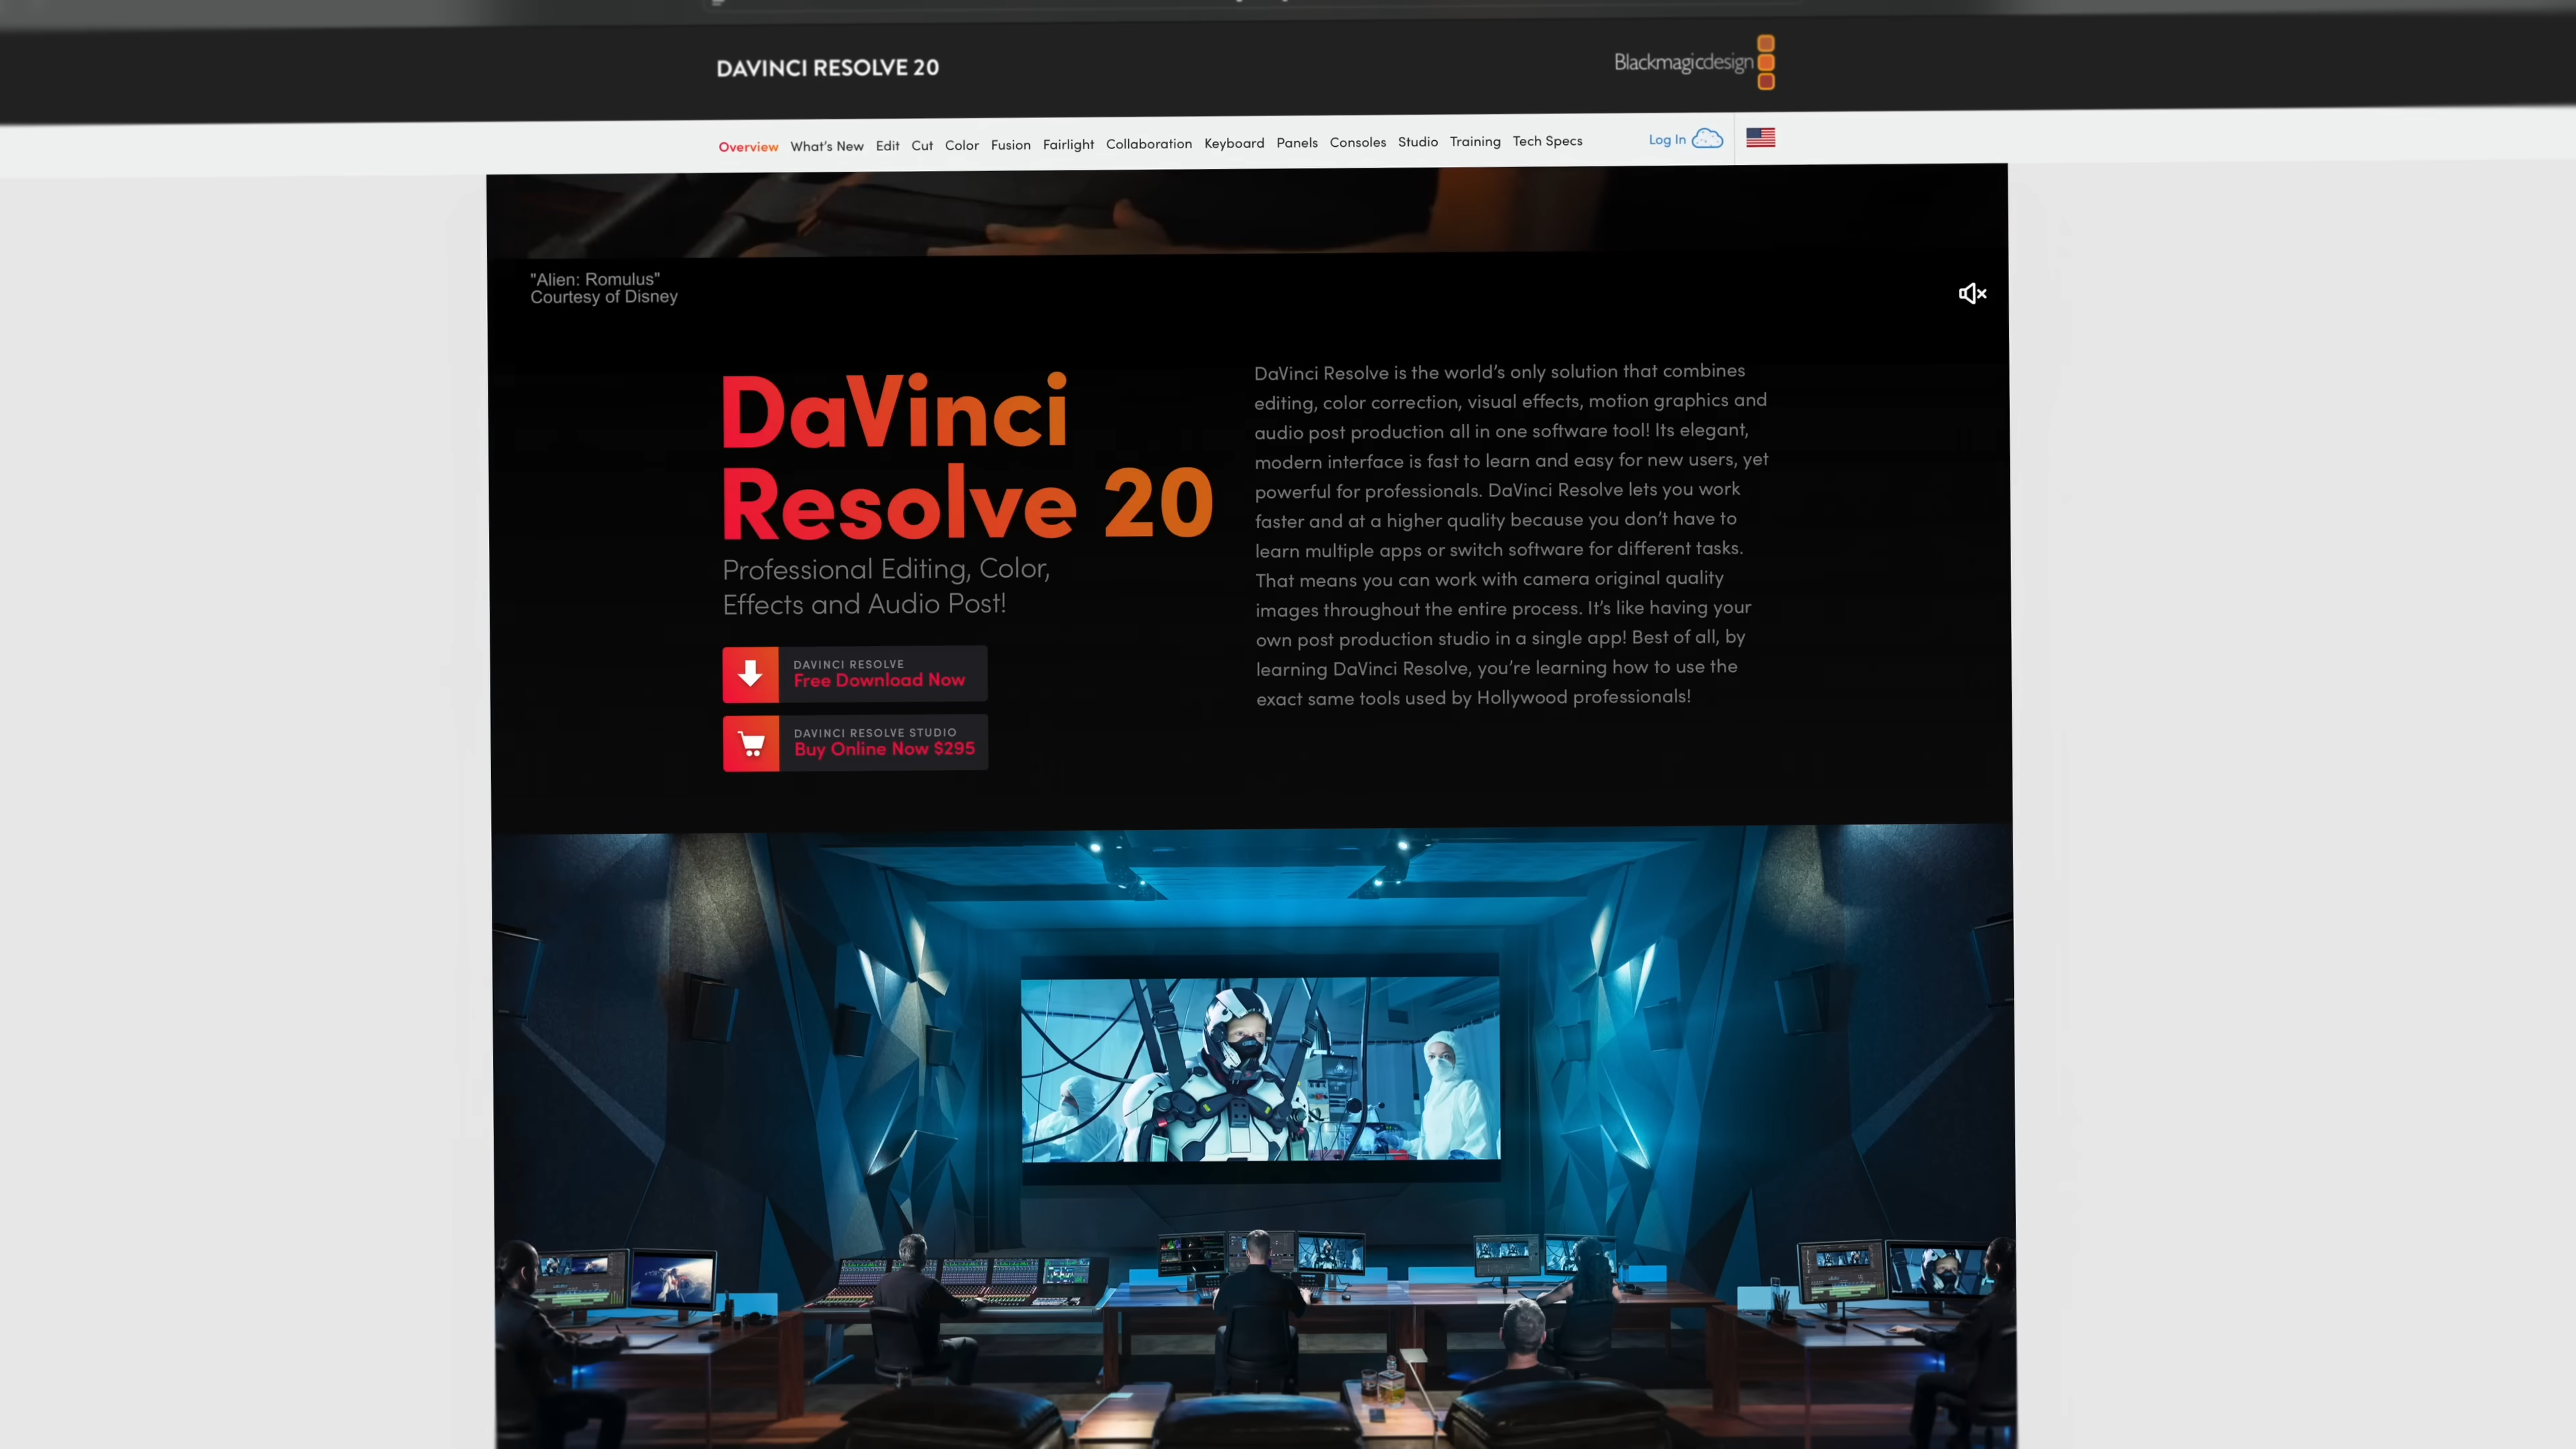 DAVINCI RESOLVE 20
Blackmagicdesign
Overview What's New Edit Cut Color Fusion Fairlight Collaboration Keyboard Panels Consoles Studio Training Tech Specs Log In
"Alien: Romulus"
Courtesy of Disney
DaVinci
Resolve 20
Professional Editing, Color,
Effects and Audio Post!
DAVINCI RESOLVE
Free Download Now
DAVINCI RESOLVE STUDIO
Buy Online Now $295
DaVinci Resolve is the world's only solution that combines
editing, color correction, visual effects, motion graphics and
audio post production all in one software tool! Its elegant,
modern interface is fast to learn and easy for new users, yet
powerful for professionals. DaVinci Resolve lets you work
faster and at a higher quality because you don't have to
learn multiple apps or switch software for different tasks.
That means you can work with camera original quality
images throughout the entire process. It's like having your
own post production studio in a single app! Best of all, by
learning DaVinci Resolve, you're learning how to use the
exact same tools used by Hollywood professionals!